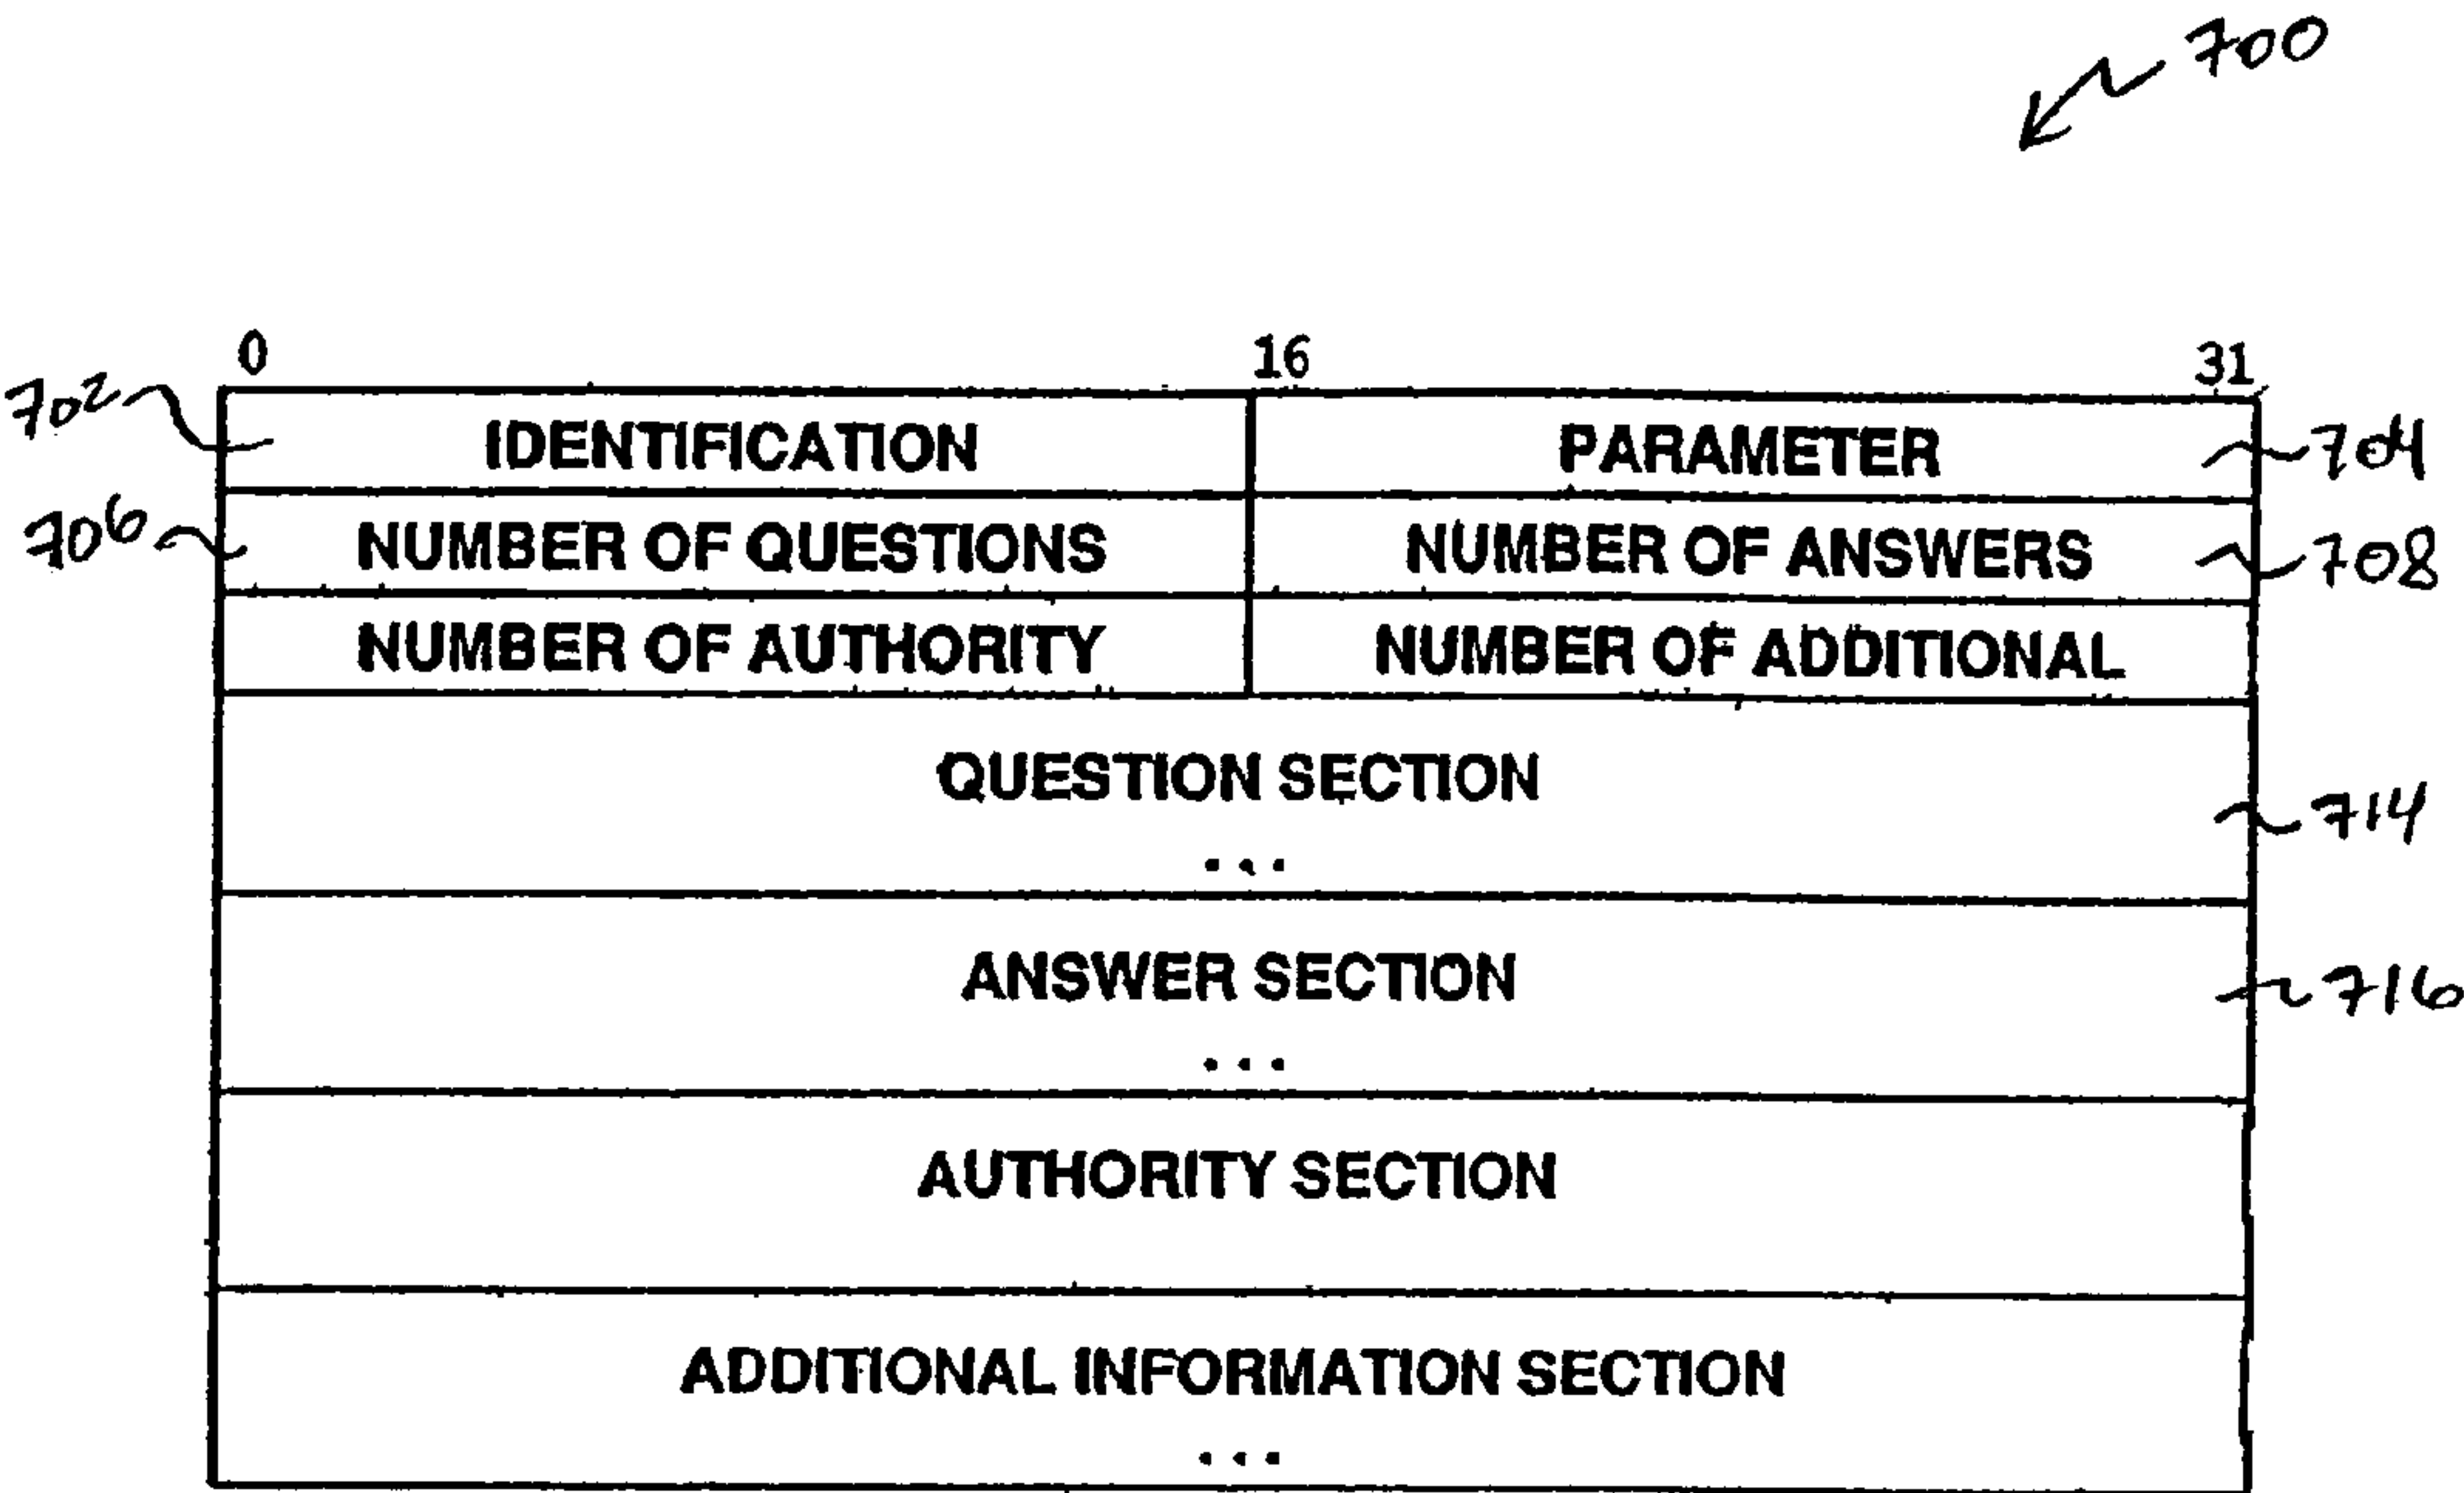 700
0 16 31
702 IDENTIFICATION PARAMETER 704
706 NUMBER OF QUESTIONS NUMBER OF ANSWERS 708
NUMBER OF AUTHORITY NUMBER OF ADDITIONAL
QUESTION SECTION
714
...
ANSWER SECTION
716
...
AUTHORITY SECTION
ADDITIONAL INFORMATION SECTION
...